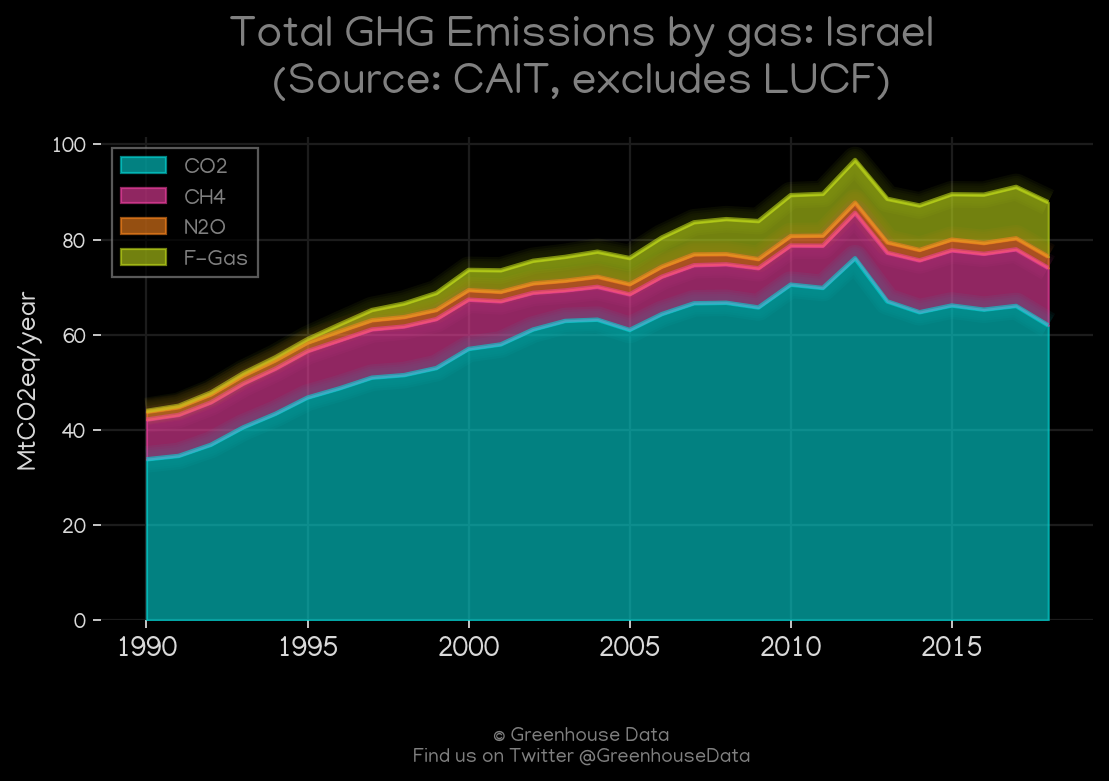 Total GHG Emissions by gas: Israel
(Source: CAIT, excludes LUCF)
MtCO2eq/year
100
80
60
40
20
0
CO2
CH4
N2O
F-Gas
1990 1995 2000 2005 2010 2015
© Greenhouse Data
Find us on Twitter @GreenhouseData